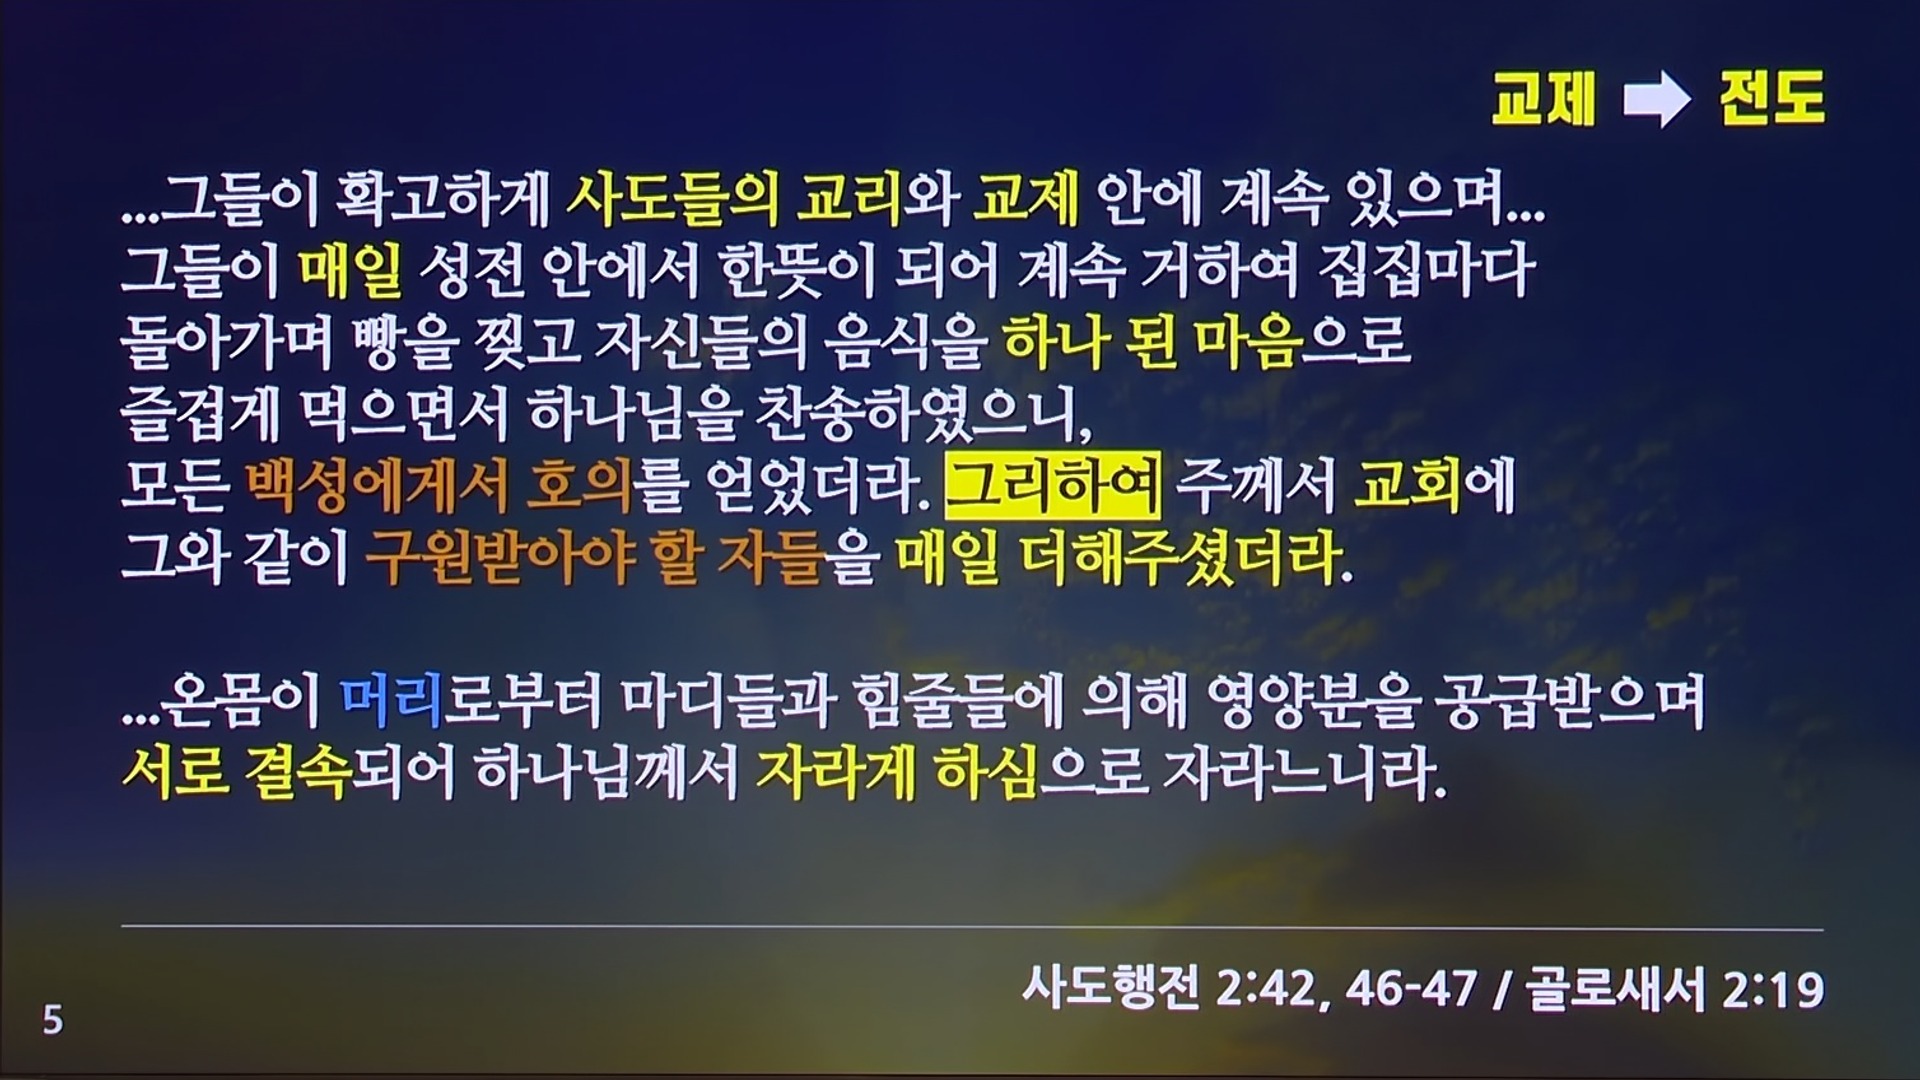 교제 ➡ 전도
...그들이 확고하게 사도들의 교리와 교제 안에 계속 있으며...
그들이 매일 성전 안에서 한뜻이 되어 계속 거하여 집집마다
돌아가며 빵을 찢고 자신들의 음식을 하나 된 마음으로
즐겁게 먹으면서 하나님을 찬송하였으니,
모든 백성에게서 호의를 얻었더라. 그리하여 주께서 교회에
그와 같이 구원받아야 할 자들을 매일 더해주셨더라.
...온몸이 머리로부터 마디들과 힘줄들에 의해 영양분을 공급받으며
서로 결속되어 하나님께서 자라게 하심으로 자라느니라.
사도행전 2:42, 46-47 / 골로새서 2:19
5